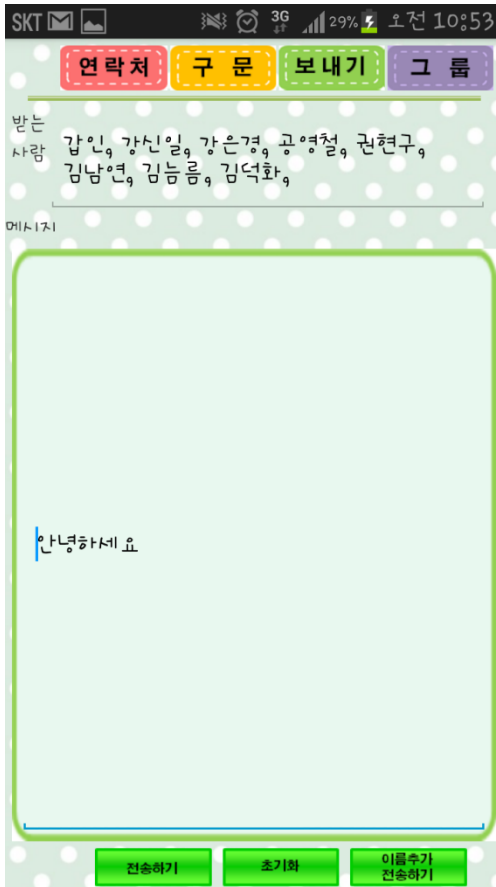 SKT 3G 29% 오전 10:53
연락처 구문 보내기 그룹
받는
사람
갑인, 강신일, 강은경, 공영철, 권현구,
김남연, 김늠름, 김덕화,
메시지
안녕하세요
전송하기 초기화 이름추가
전송하기